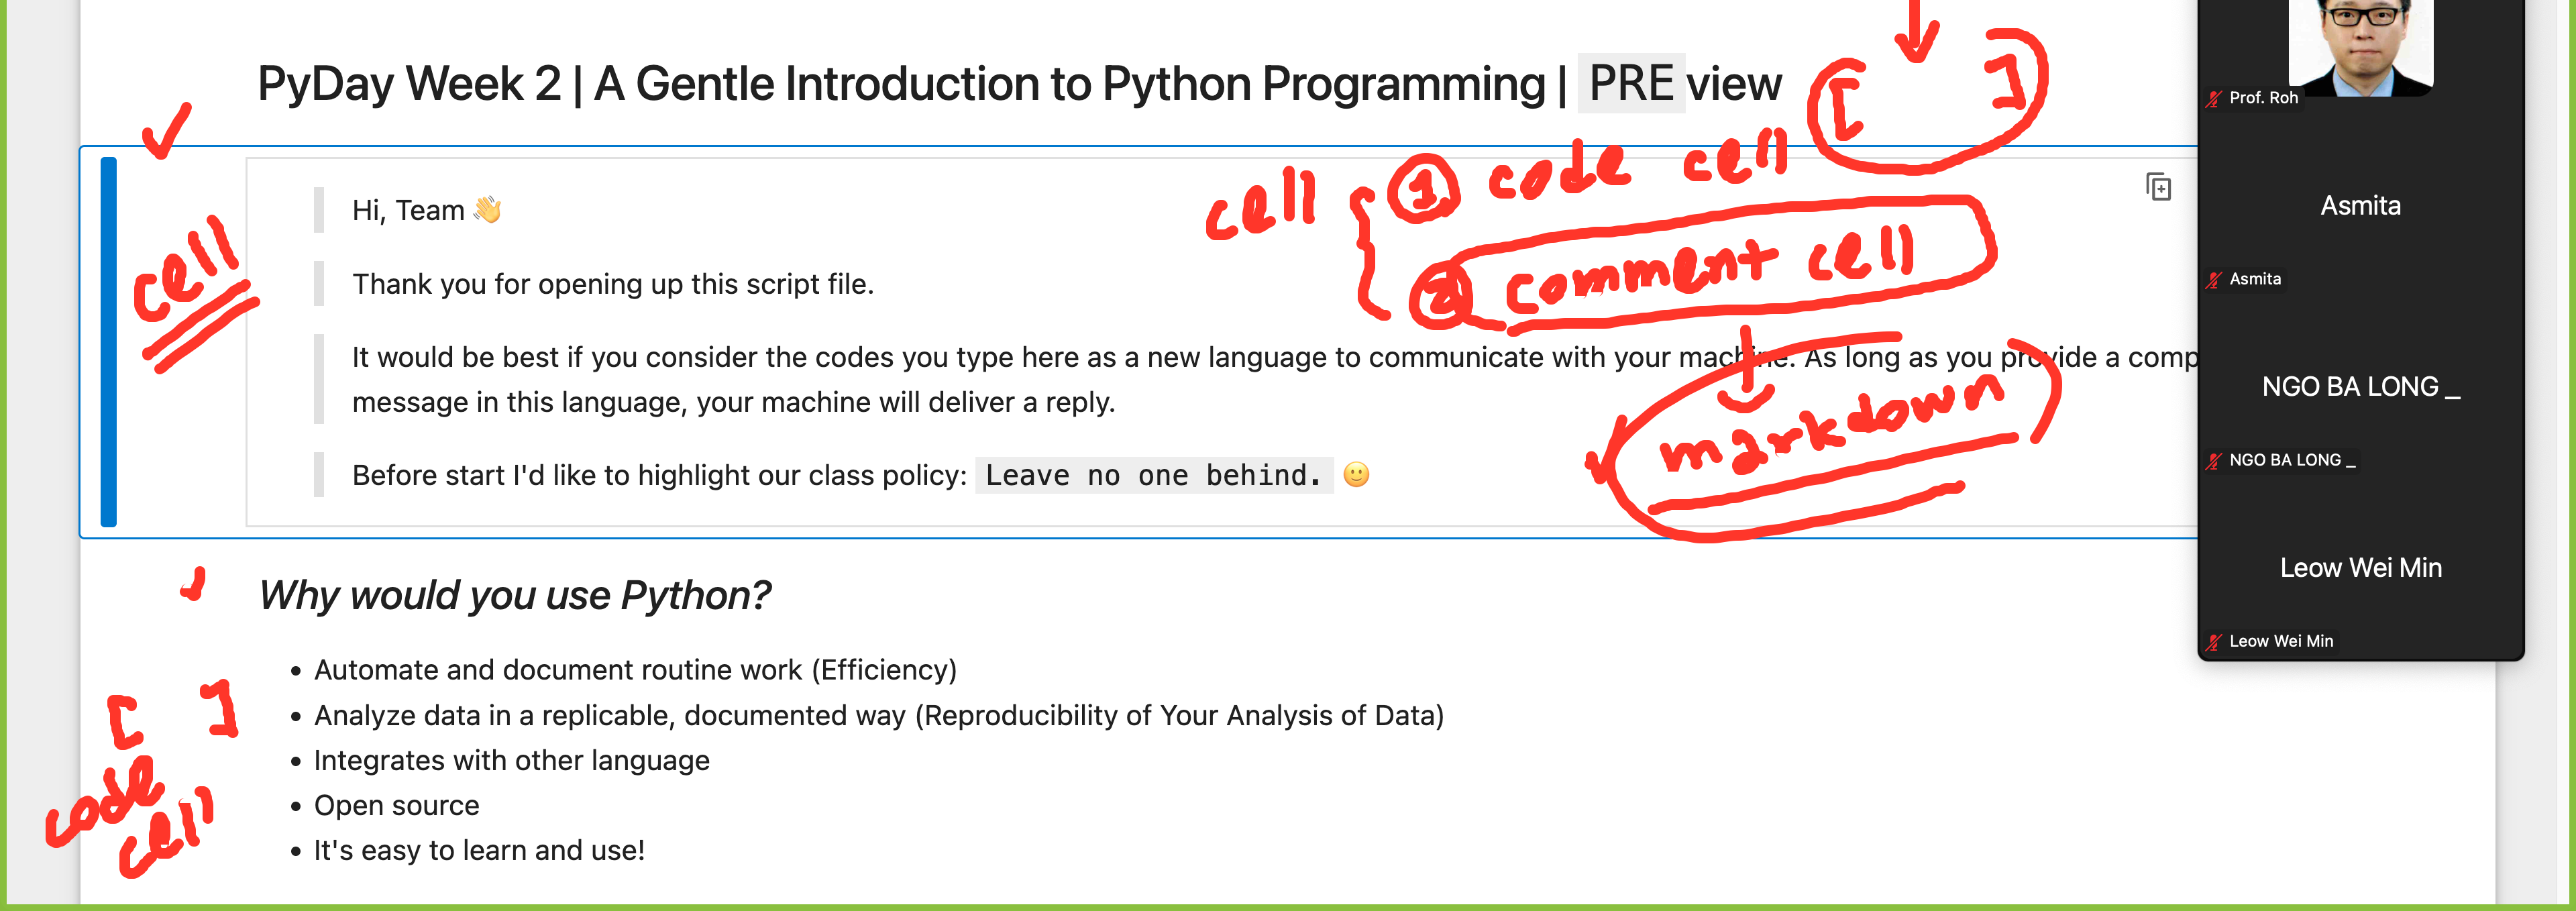 PyDay Week 2 | A Gentle Introduction to Python Programming | PRE view
[ ]
cell
Hi, Team 👋
cell { ① code cell
② comment cell
Thank you for opening up this script file.
It would be best if you consider the codes you type here as a new language to communicate with your machine. As long as you provide a comp
message in this language, your machine will deliver a reply.
markdown
Before start I'd like to highlight our class policy: Leave no one behind. 🙂
Why would you use Python?
• Automate and document routine work (Efficiency)
• Analyze data in a replicable, documented way (Reproducibility of Your Analysis of Data)
• Integrates with other language
• Open source
• It's easy to learn and use!
[ ]
code
cell
Prof. Roh
Asmita
Asmita
NGO BA LONG _
NGO BA LONG _
Leow Wei Min
Leow Wei Min